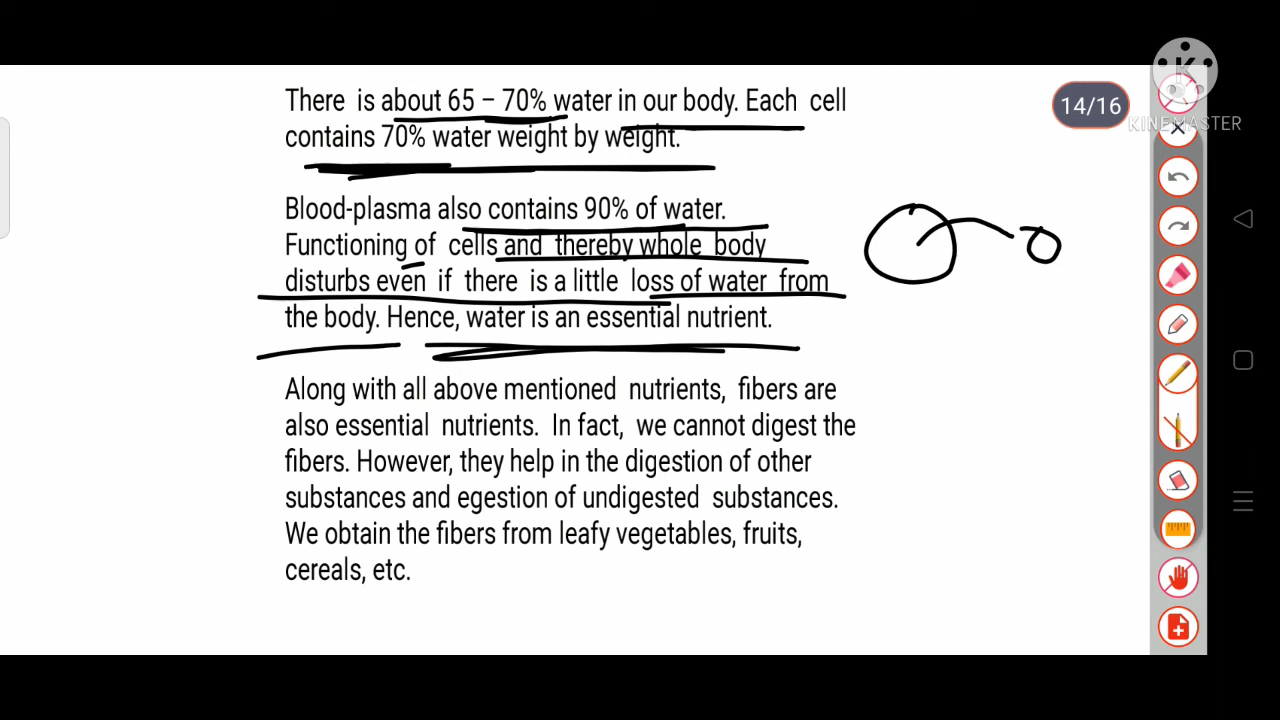 There is about 65 – 70% water in our body. Each cell
contains 70% water weight by weight.
Blood-plasma also contains 90% of water.
Functioning of cells and thereby whole body
disturbs even if there is a little loss of water from
the body. Hence, water is an essential nutrient.
Along with all above mentioned nutrients, fibers are
also essential nutrients. In fact, we cannot digest the
fibers. However, they help in the digestion of other
substances and egestion of undigested substances.
We obtain the fibers from leafy vegetables, fruits,
cereals, etc.
14/16
K
KINEMASTER